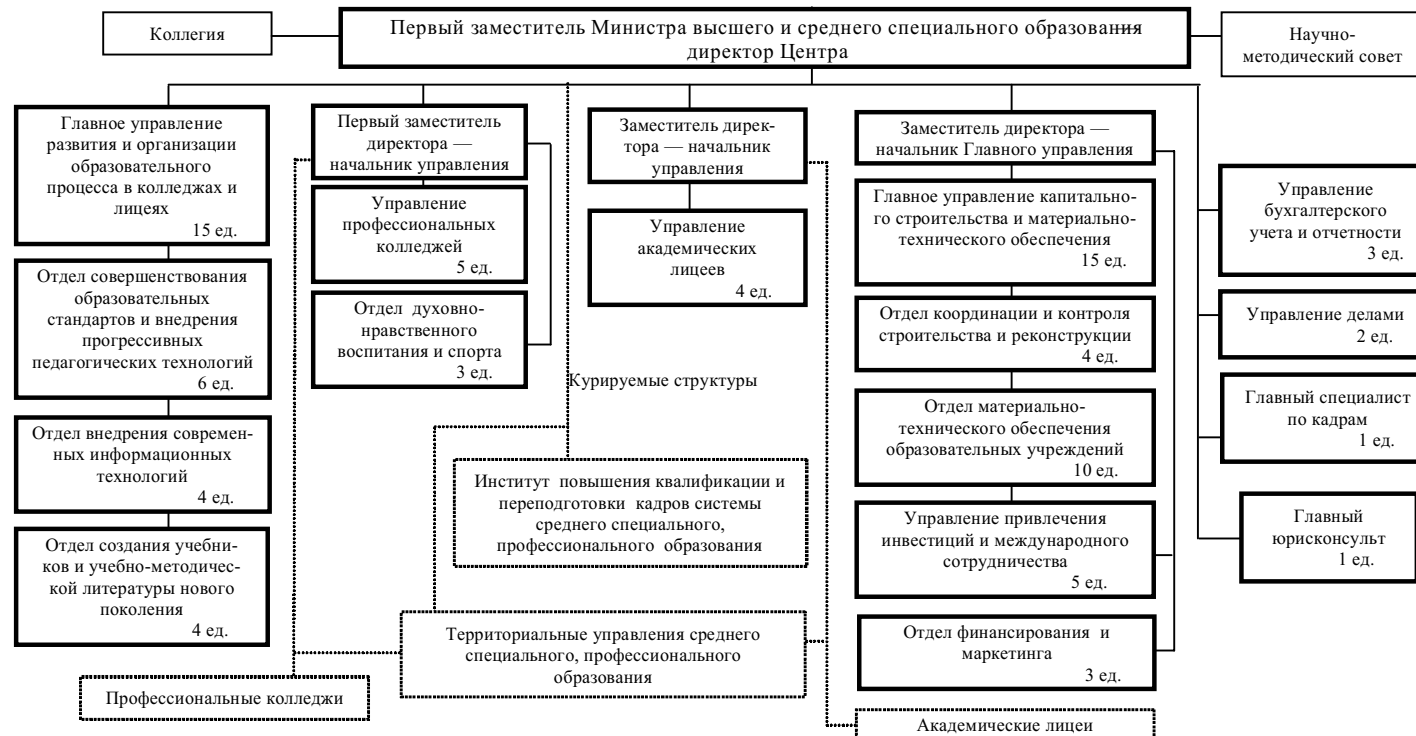 Коллегия
Первый заместитель Министра высшего и среднего специального образования —
директор Центра
Научно-
методический совет
Главное управление
развития и организации
образовательного
процесса в колледжах и
лицеях
15 ед.
Отдел совершенствования
образовательных
стандартов и внедрения
прогрессивных
педагогических технологий
6 ед.
Отдел внедрения современ-
ных информационных
технологий
4 ед.
Отдел создания учебни-
ков и учебно-методичес-
кой литературы нового
поколения
4 ед.
Первый заместитель
директора —
начальник управления
Управление
профессиональных
колледжей
5 ед.
Отдел духовно-
нравственного
воспитания и спорта
3 ед.
Заместитель дирек-
тора — начальник
управления
Управление
академических
лицеев
4 ед.
Заместитель директора —
начальник Главного управления
Главное управление капитально-
го строительства и материально-
технического обеспечения
15 ед.
Отдел координации и контроля
строительства и реконструкции
4 ед.
Отдел материально-
технического обеспечения
образовательных учреждений
10 ед.
Управление привлечения
инвестиций и международного
сотрудничества
5 ед.
Отдел финансирования и
маркетинга
3 ед.
Управление
бухгалтерского
учета и отчетности
3 ед.
Управление делами
2 ед.
Главный специалист
по кадрам
1 ед.
Главный
юрисконсульт
1 ед.
Курируемые структуры
Институт повышения квалификации и
переподготовки кадров системы
среднего специального,
профессионального образования
Территориальные управления среднего
специального, профессионального
образования
Профессиональные колледжи
Академические лицеи